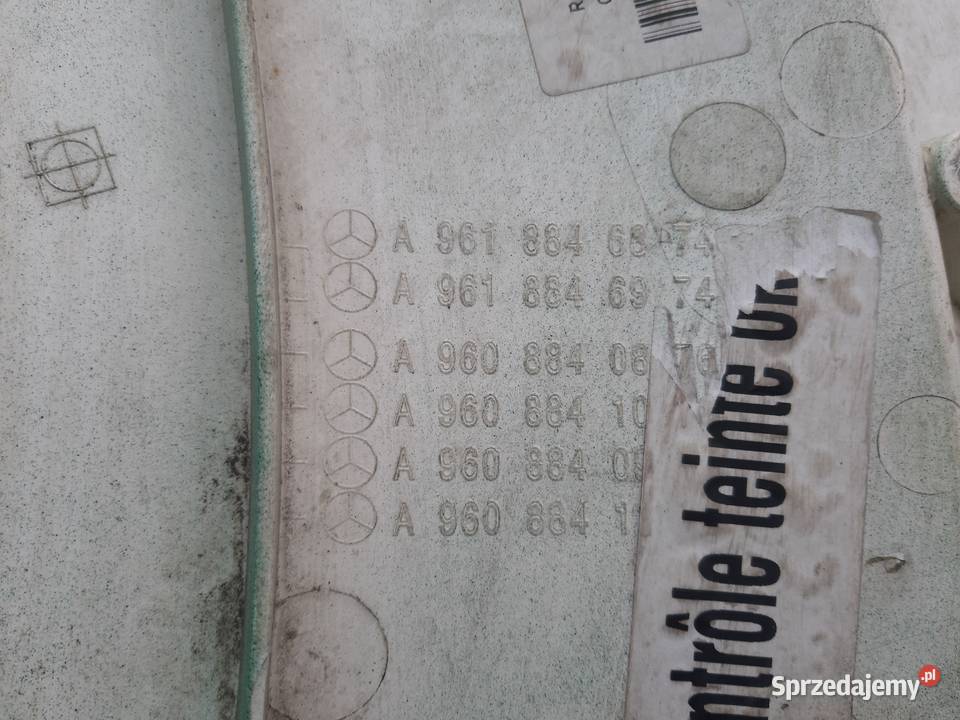 A 961 884 68 74
A 961 884 69 74
A 960 884 08 76
A 960 884 10
A 960 884
A 960 884
ntrôle teinte
Sprzedajemy.pl